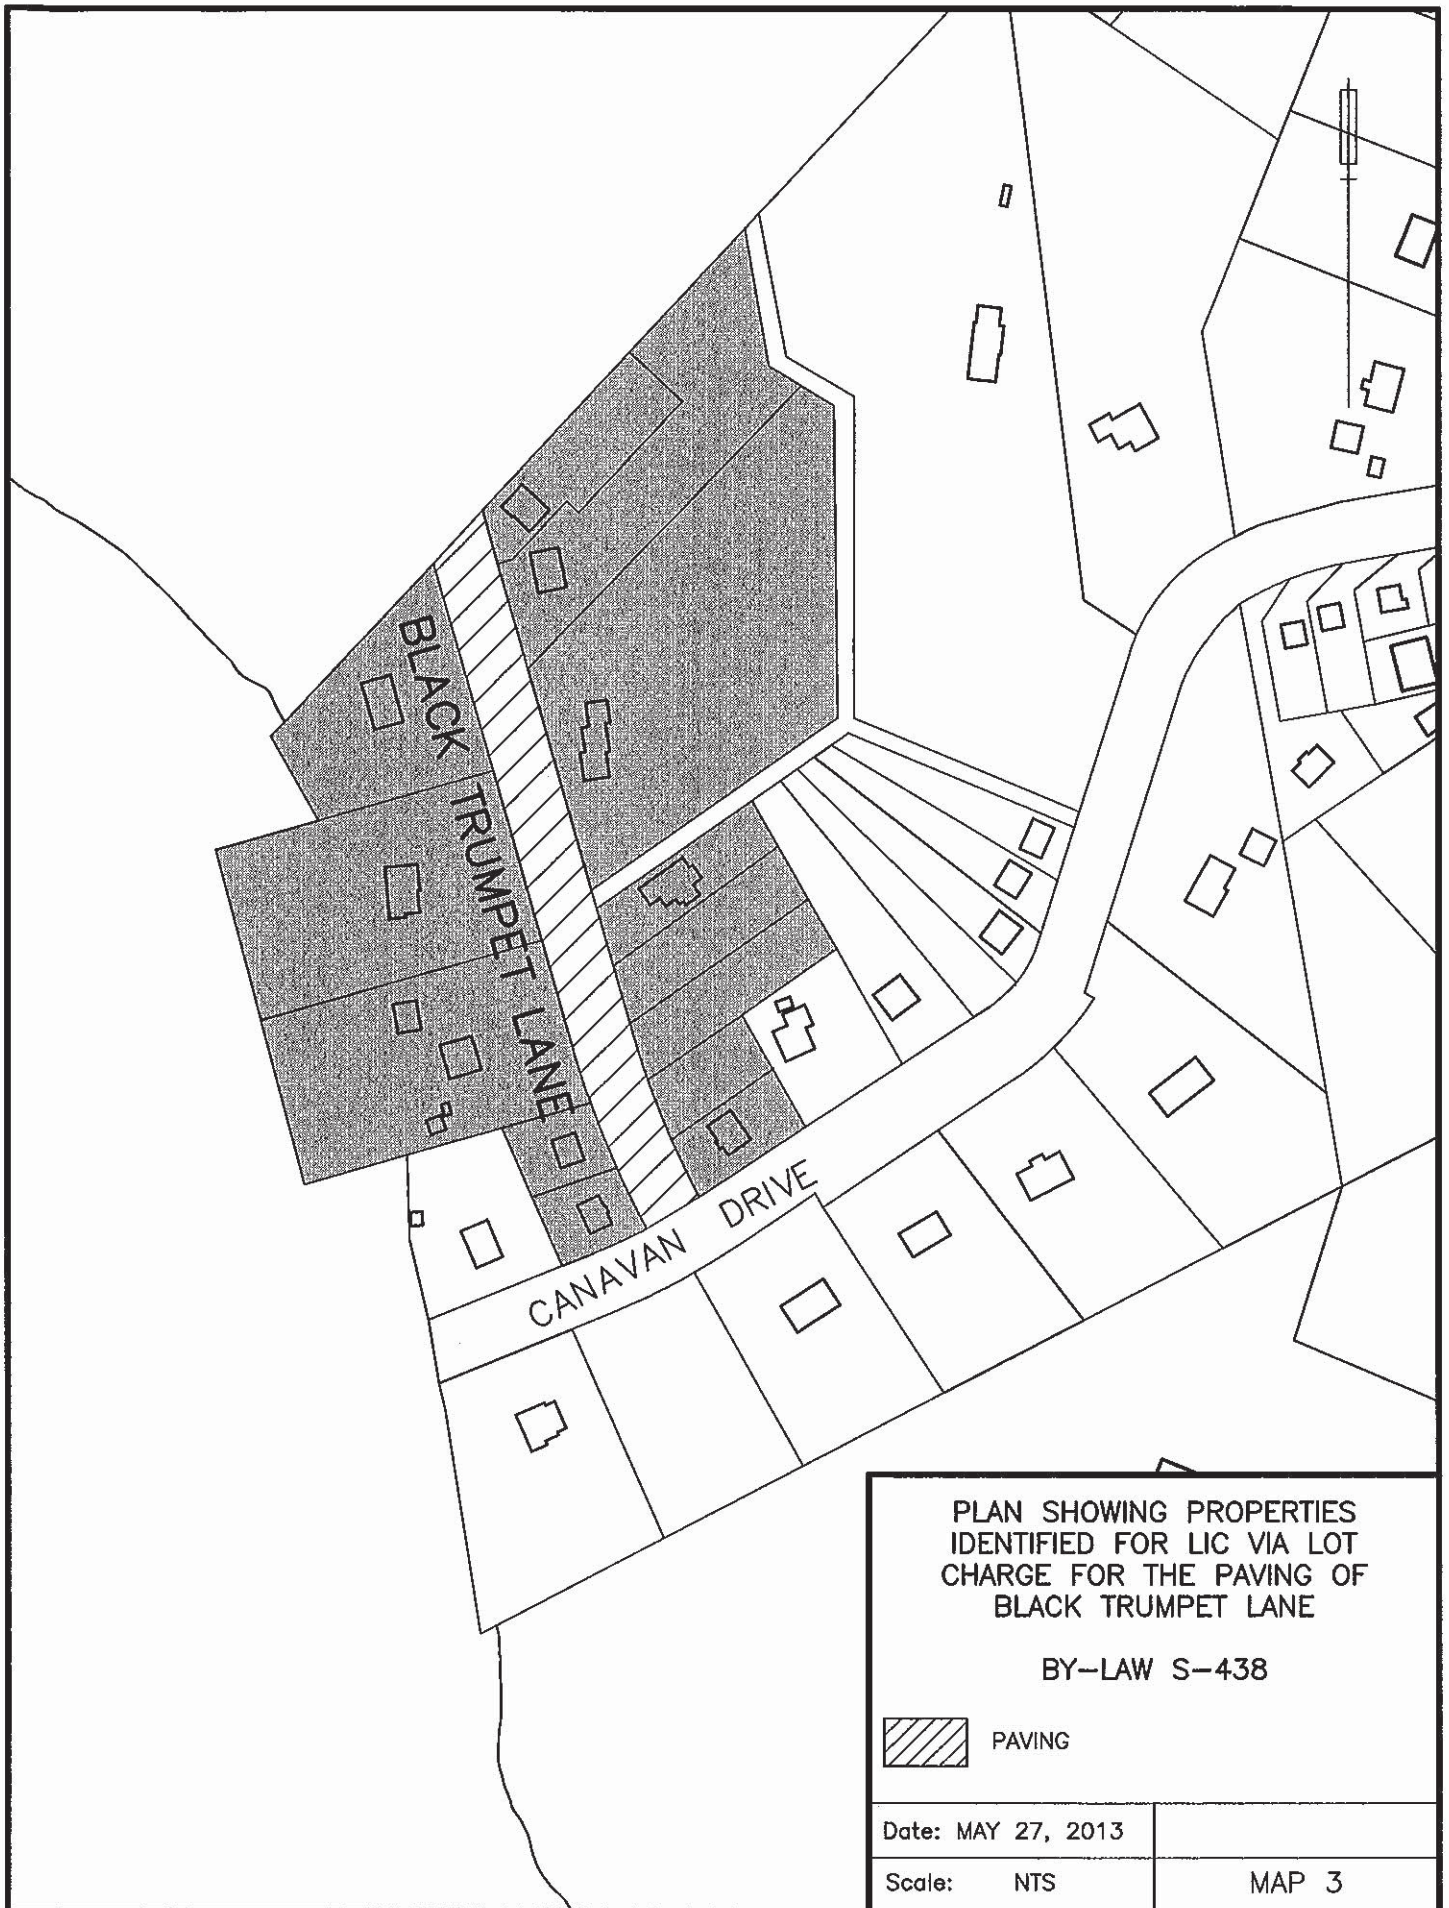 BLACK TRUMPET LANE
CANAVAN DRIVE
PLAN SHOWING PROPERTIES
IDENTIFIED FOR LIC VIA LOT
CHARGE FOR THE PAVING OF
BLACK TRUMPET LANE
BY-LAW S-438
PAVING
Date: MAY 27, 2013
Scale: NTS
MAP 3